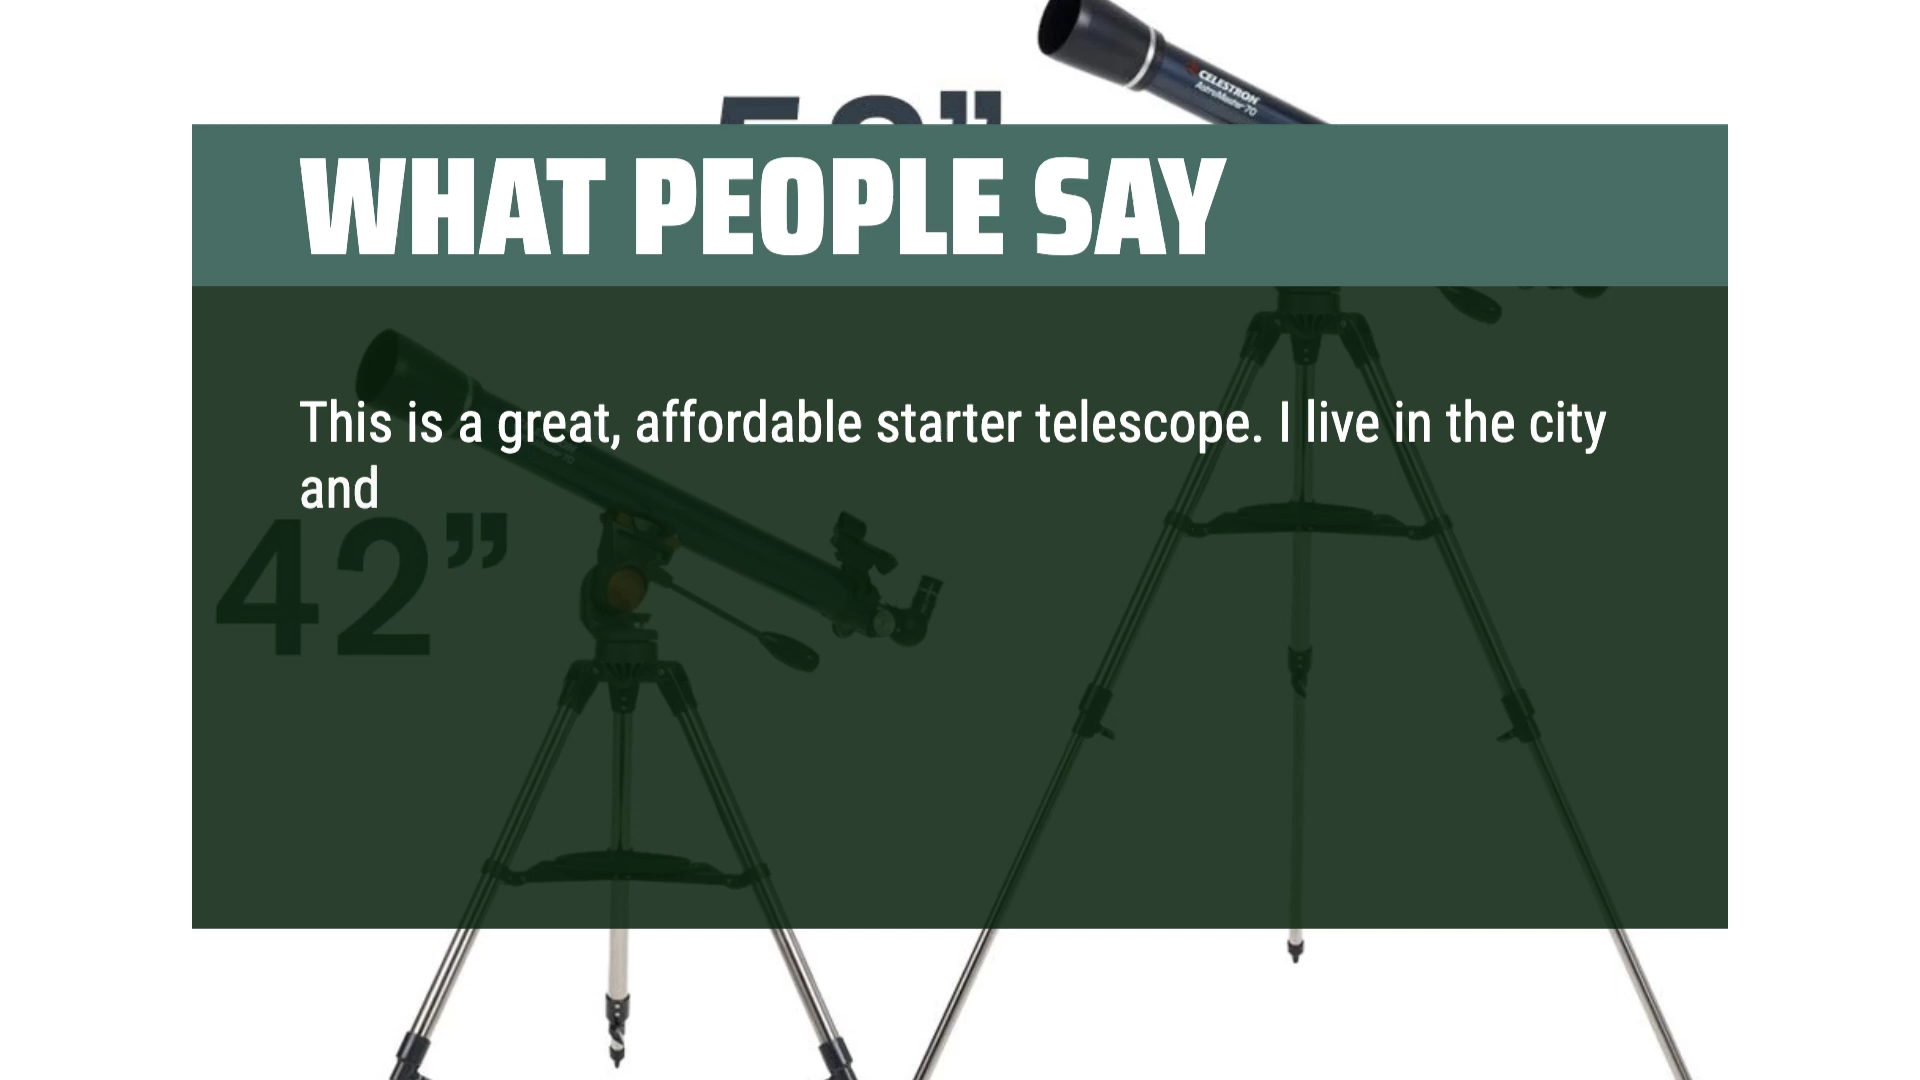 CELESTRON
AstroMaster 70
WHAT PEOPLE SAY
This is a great, affordable starter telescope. I live in the city
and
42”